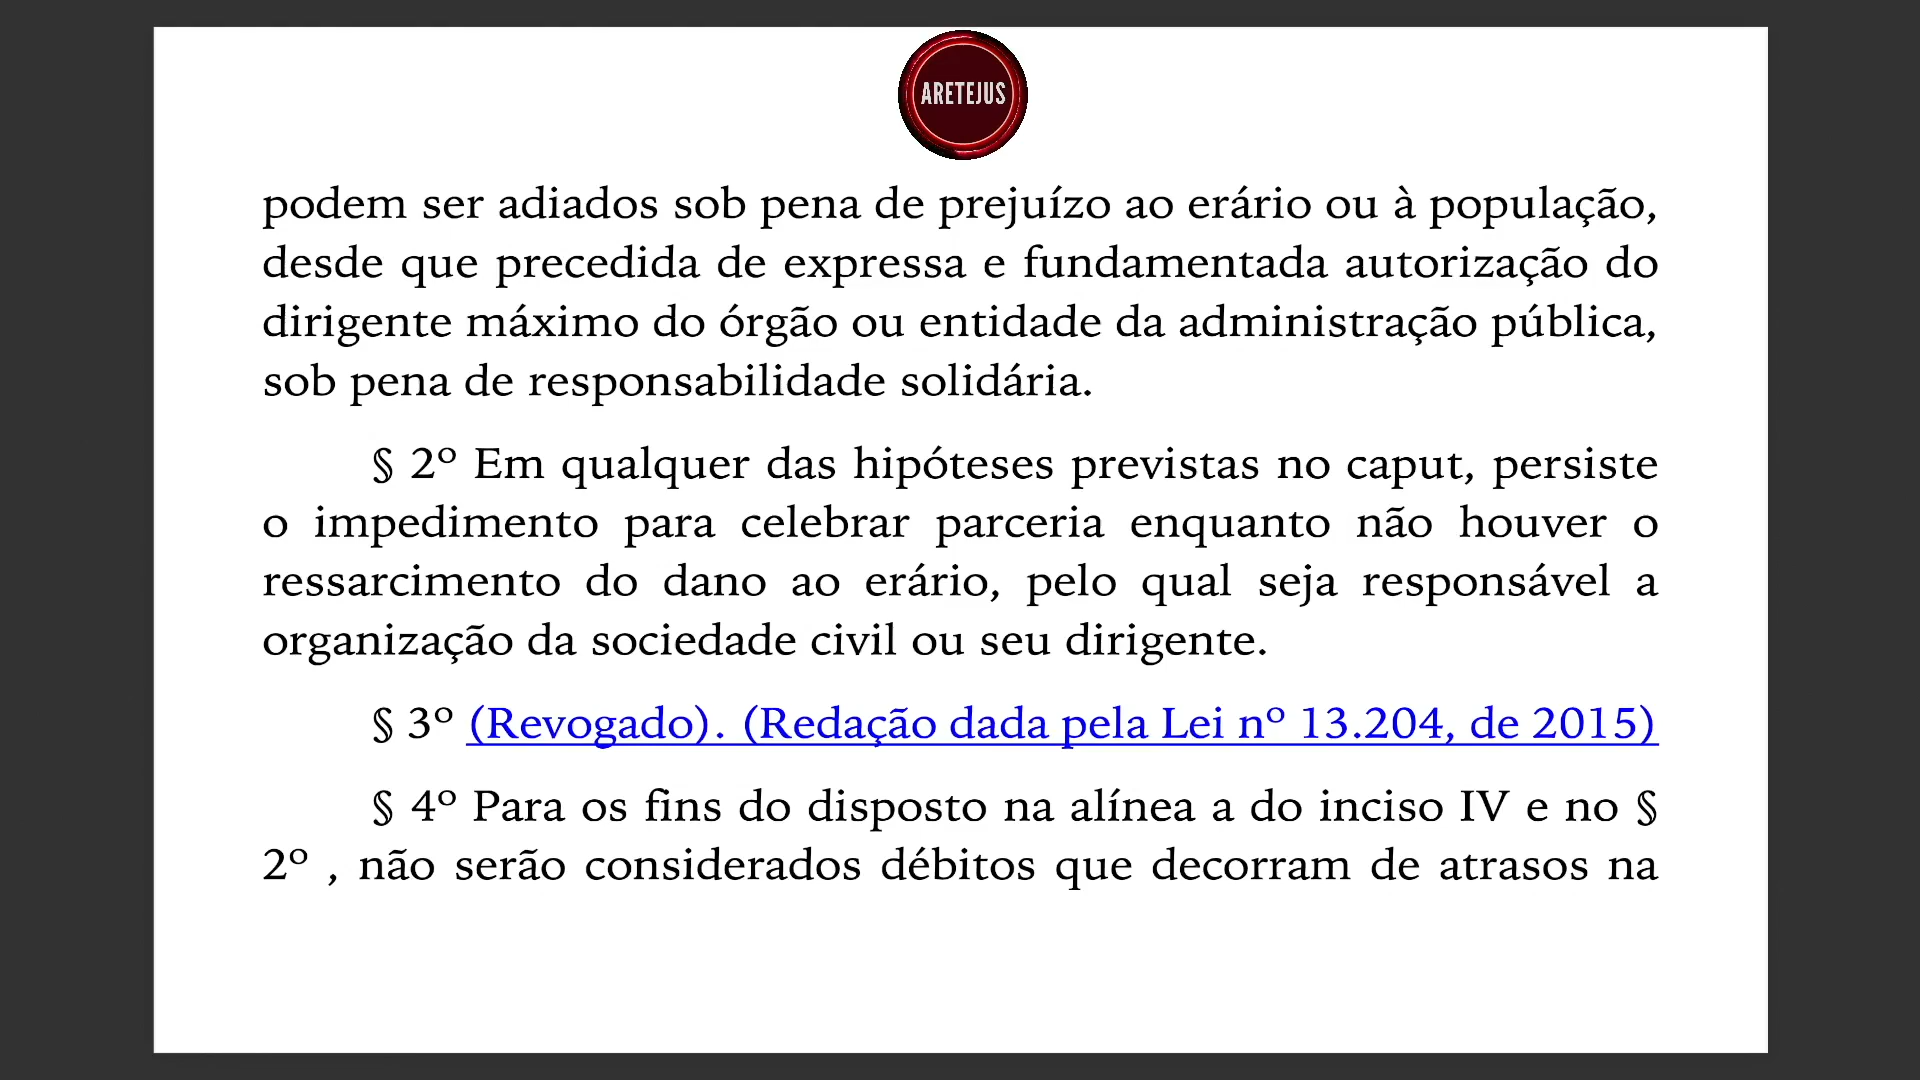 ARETEJUS
podem ser adiados sob pena de prejuízo ao erário ou à população,
desde que precedida de expressa e fundamentada autorização do
dirigente máximo do órgão ou entidade da administração pública,
sob pena de responsabilidade solidária.
§ 2º Em qualquer das hipóteses previstas no caput, persiste
o impedimento para celebrar parceria enquanto não houver o
ressarcimento do dano ao erário, pelo qual seja responsável a
organização da sociedade civil ou seu dirigente.
§ 3º (Revogado). (Redação dada pela Lei nº 13.204, de 2015)
§ 4º Para os fins do disposto na alínea a do inciso IV e no §
2º , não serão considerados débitos que decorram de atrasos na